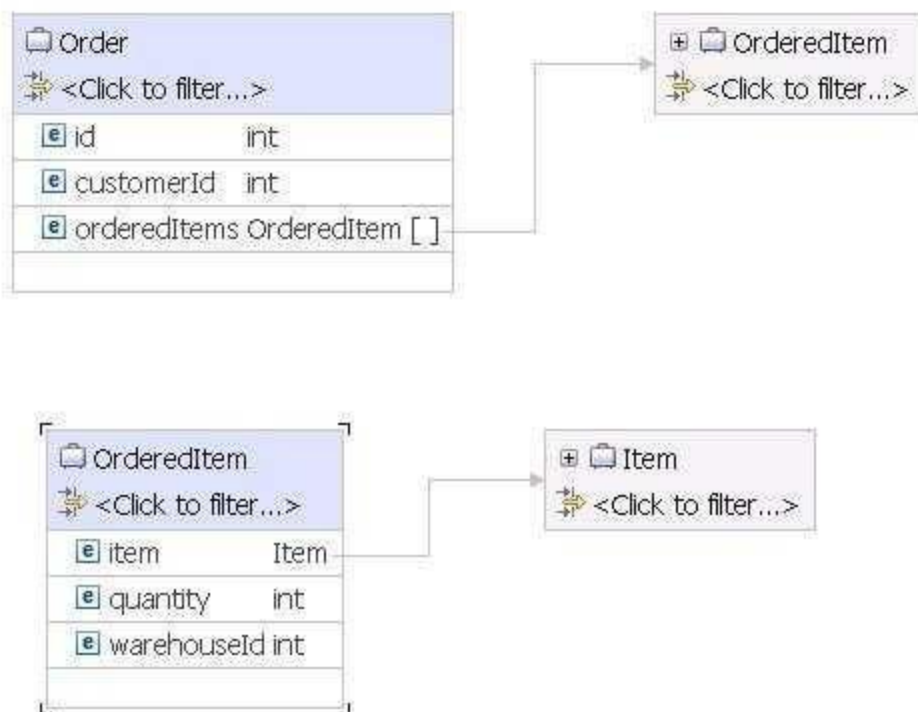 Order
<Click to filter...>
id int
customerId int
orderedItems OrderedItem [ ]
OrderedItem
<Click to filter...>
OrderedItem
<Click to filter...>
item Item
quantity int
warehouseId int
Item
<Click to filter...>